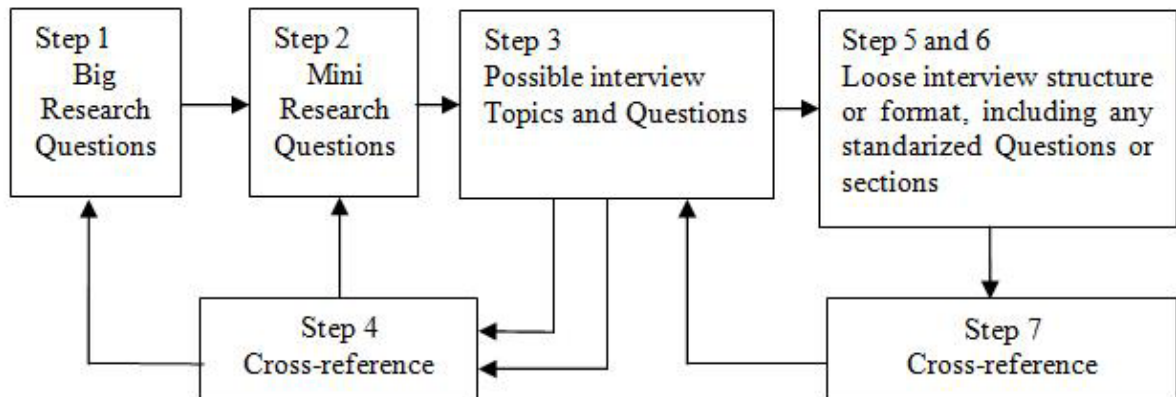 Step 1
Big
Research
Questions
Step 2
Mini
Research
Questions
Step 3
Possible interview
Topics and Questions
Step 5 and 6
Loose interview structure
or format, including any
standarized Questions or
sections
Step 4
Cross-reference
Step 7
Cross-reference